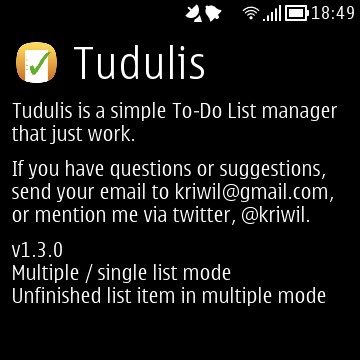 18:49
Tudulis
Tudulis is a simple To-Do List manager
that just work.
If you have questions or suggestions,
send your email to kriwil@gmail.com,
or mention me via twitter, @kriwil.
v1.3.0
Multiple / single list mode
Unfinished list item in multiple mode